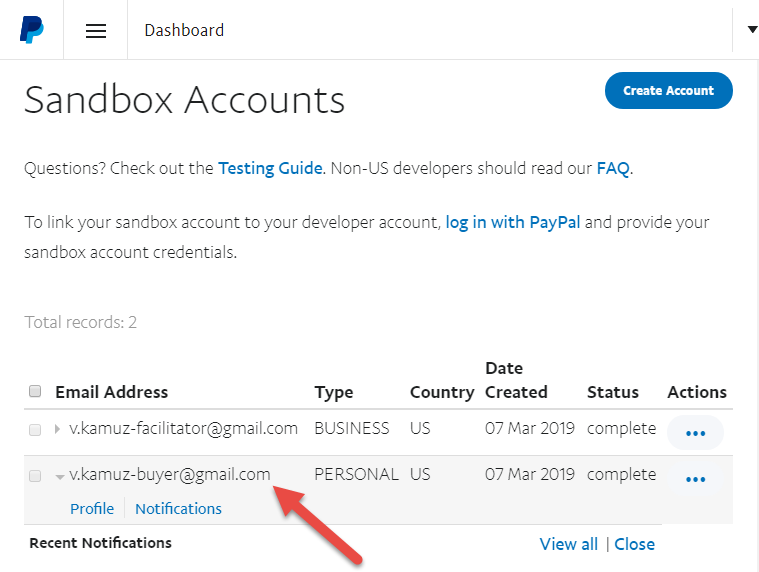 Dashboard
Sandbox Accounts
Create Account
Questions? Check out the Testing Guide. Non-US developers should read our FAQ.
To link your sandbox account to your developer account, log in with PayPal and provide your
sandbox account credentials.
Total records: 2
Email Address Type Country Date Created Status Actions
v.kamuz-facilitator@gmail.com BUSINESS US 07 Mar 2019 complete
v.kamuz-buyer@gmail.com PERSONAL US 07 Mar 2019 complete
Profile Notifications
Recent Notifications View all | Close